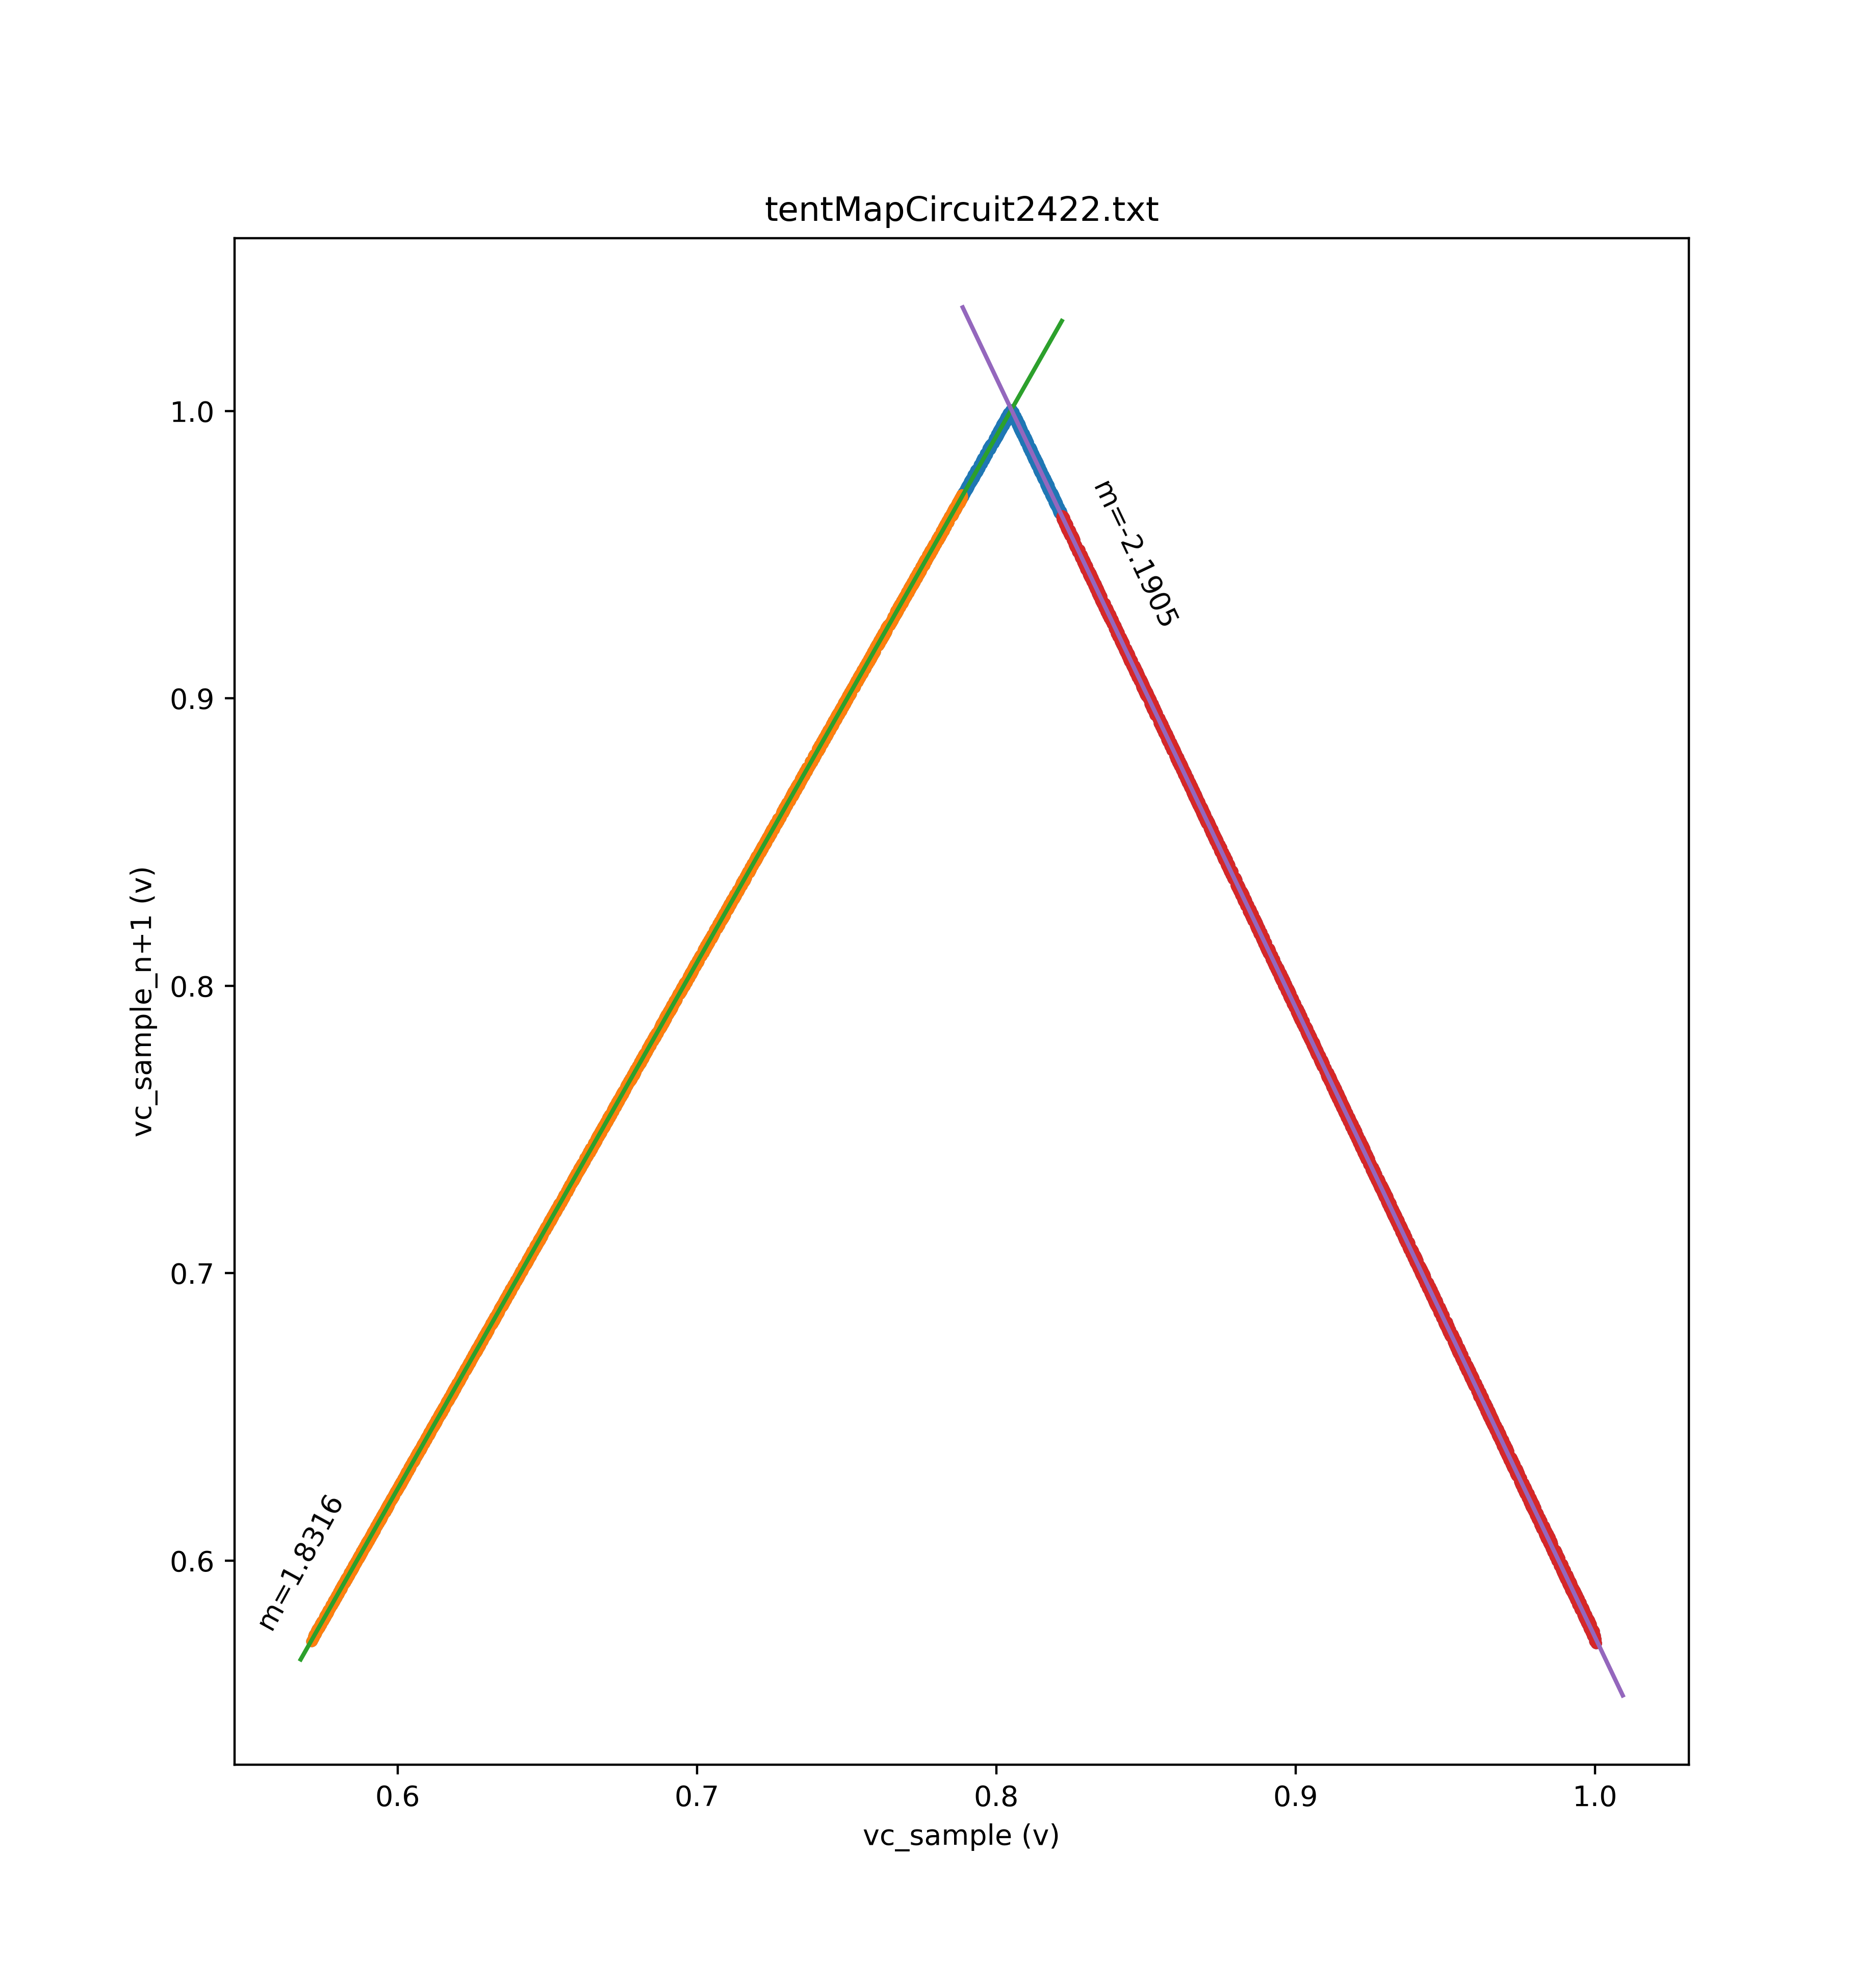 tentMapCircuit2422.txt
1.0
0.9
0.8
0.7
0.6
vc_sample_n+1 (v)
m=-2.1905
m=1.8316
0.6 0.7 0.8 0.9 1.0
vc_sample (v)